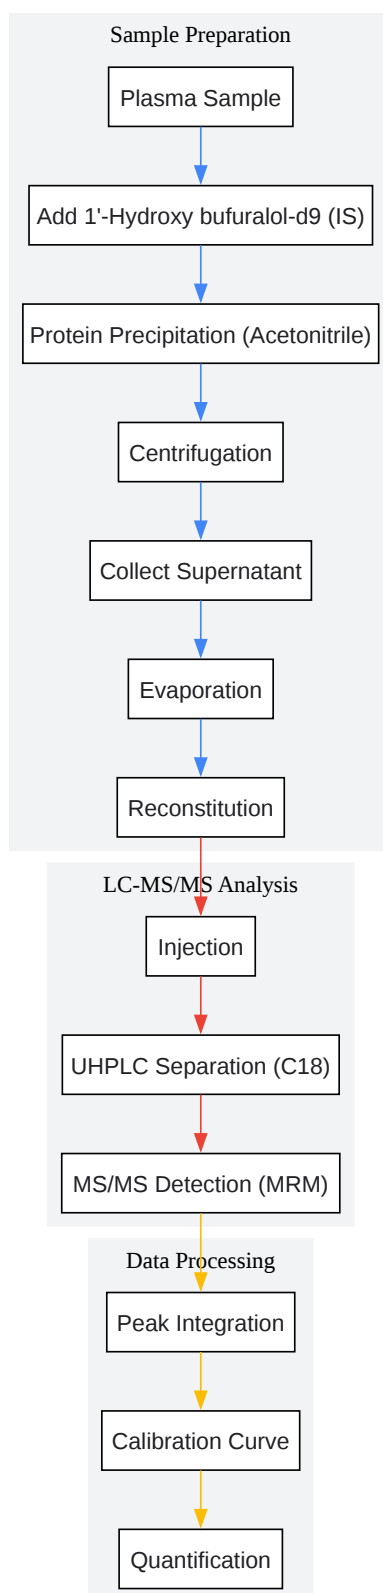 Sample Preparation
Plasma Sample
Add 1'-Hydroxy bufuralol-d9 (IS)
Protein Precipitation (Acetonitrile)
Centrifugation
Collect Supernatant
Evaporation
Reconstitution
LC-MS/MS Analysis
Injection
UHPLC Separation (C18)
MS/MS Detection (MRM)
Data Processing
Peak Integration
Calibration Curve
Quantification